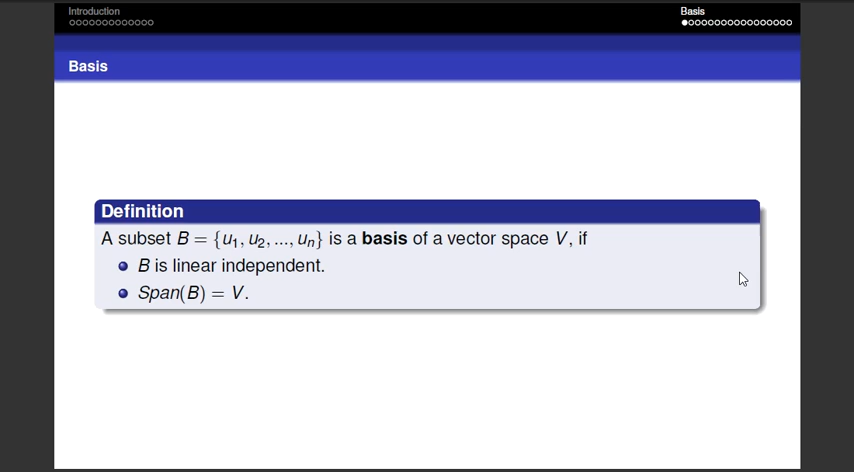 Introduction
Basis
Basis
Definition
A subset B = {u₁, u₂, ..., uₙ} is a basis of a vector space V, if
B is linear independent.
Span(B) = V.